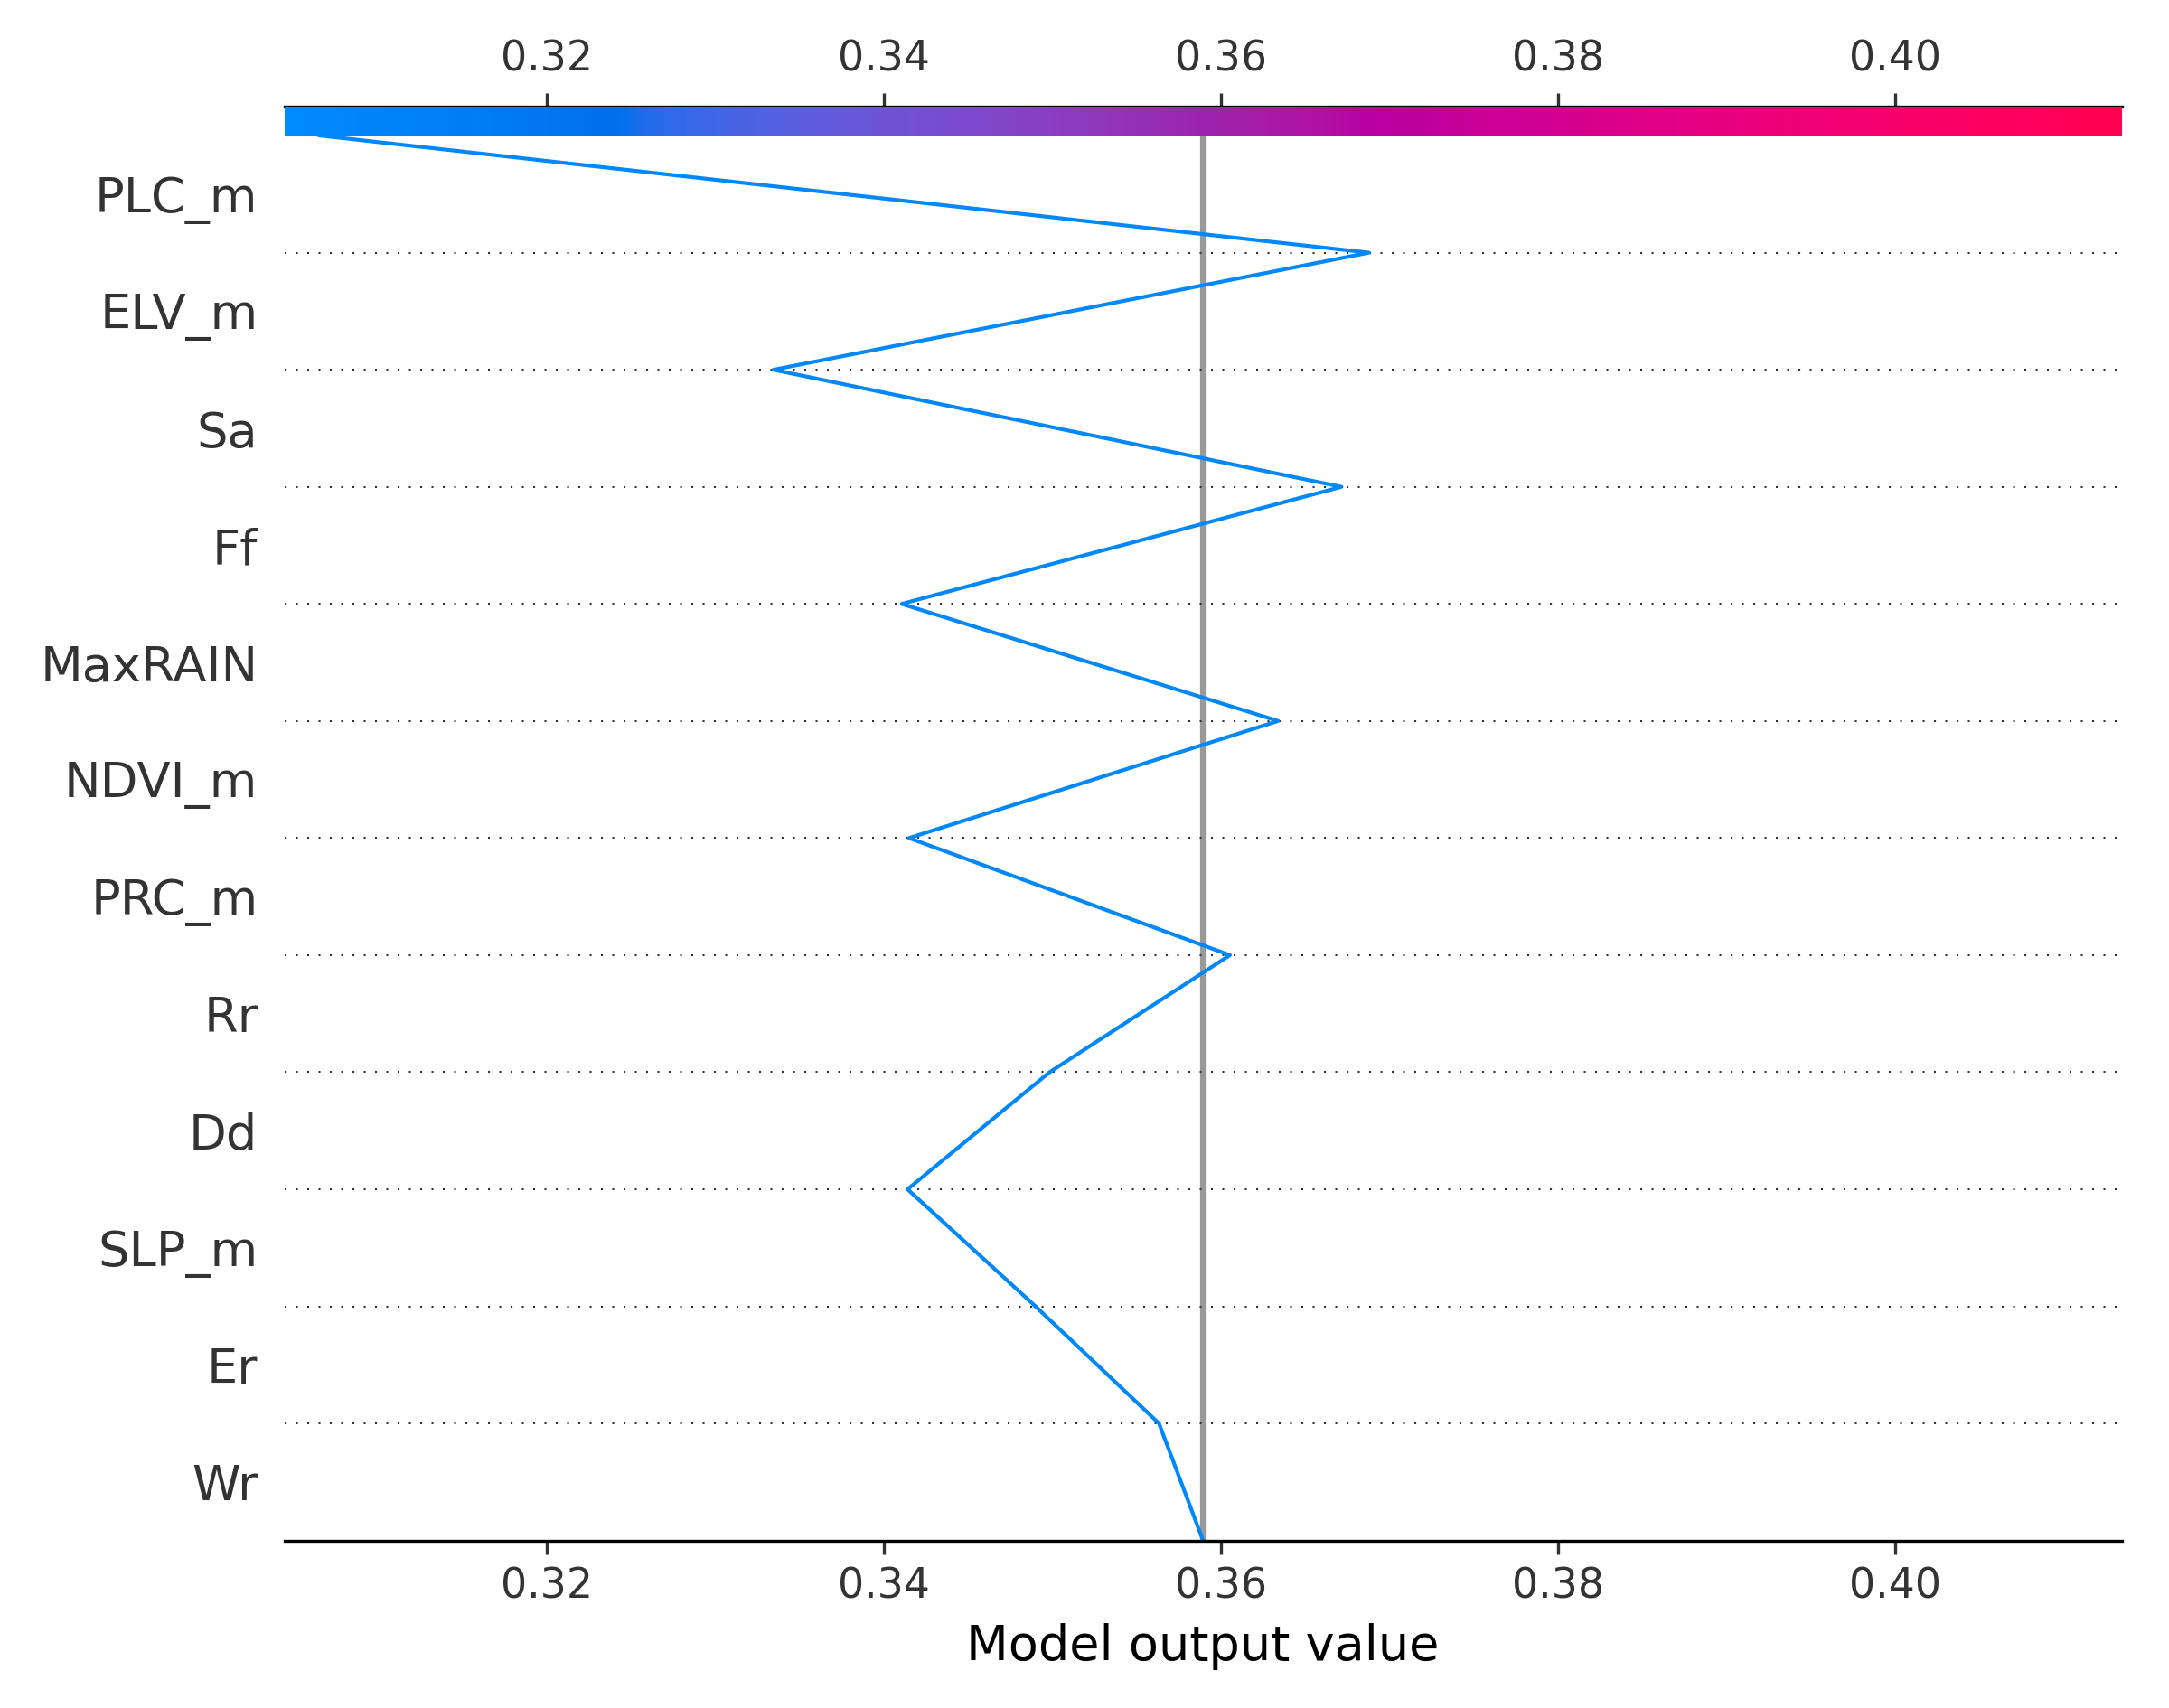 0.32 0.34 0.36 0.38 0.40
PLC_m
ELV_m
Sa
Ff
MaxRAIN
NDVI_m
PRC_m
Rr
Dd
SLP_m
Er
Wr
0.32 0.34 0.36 0.38 0.40
Model output value